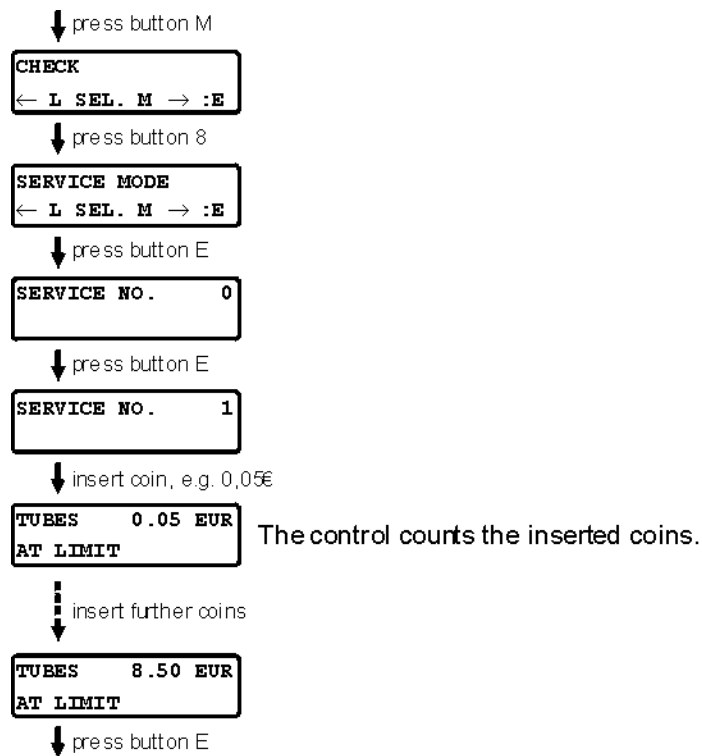 press button M
CHECK
← L SEL. M → :E
press button 8
SERVICE MODE
← L SEL. M → :E
press button E
SERVICE NO. 0
press button E
SERVICE NO. 1
insert coin, e.g. 0,05€
TUBES 0.05 EUR
AT LIMIT
The control counts the inserted coins.
insert further coins
TUBES 8.50 EUR
AT LIMIT
press button E